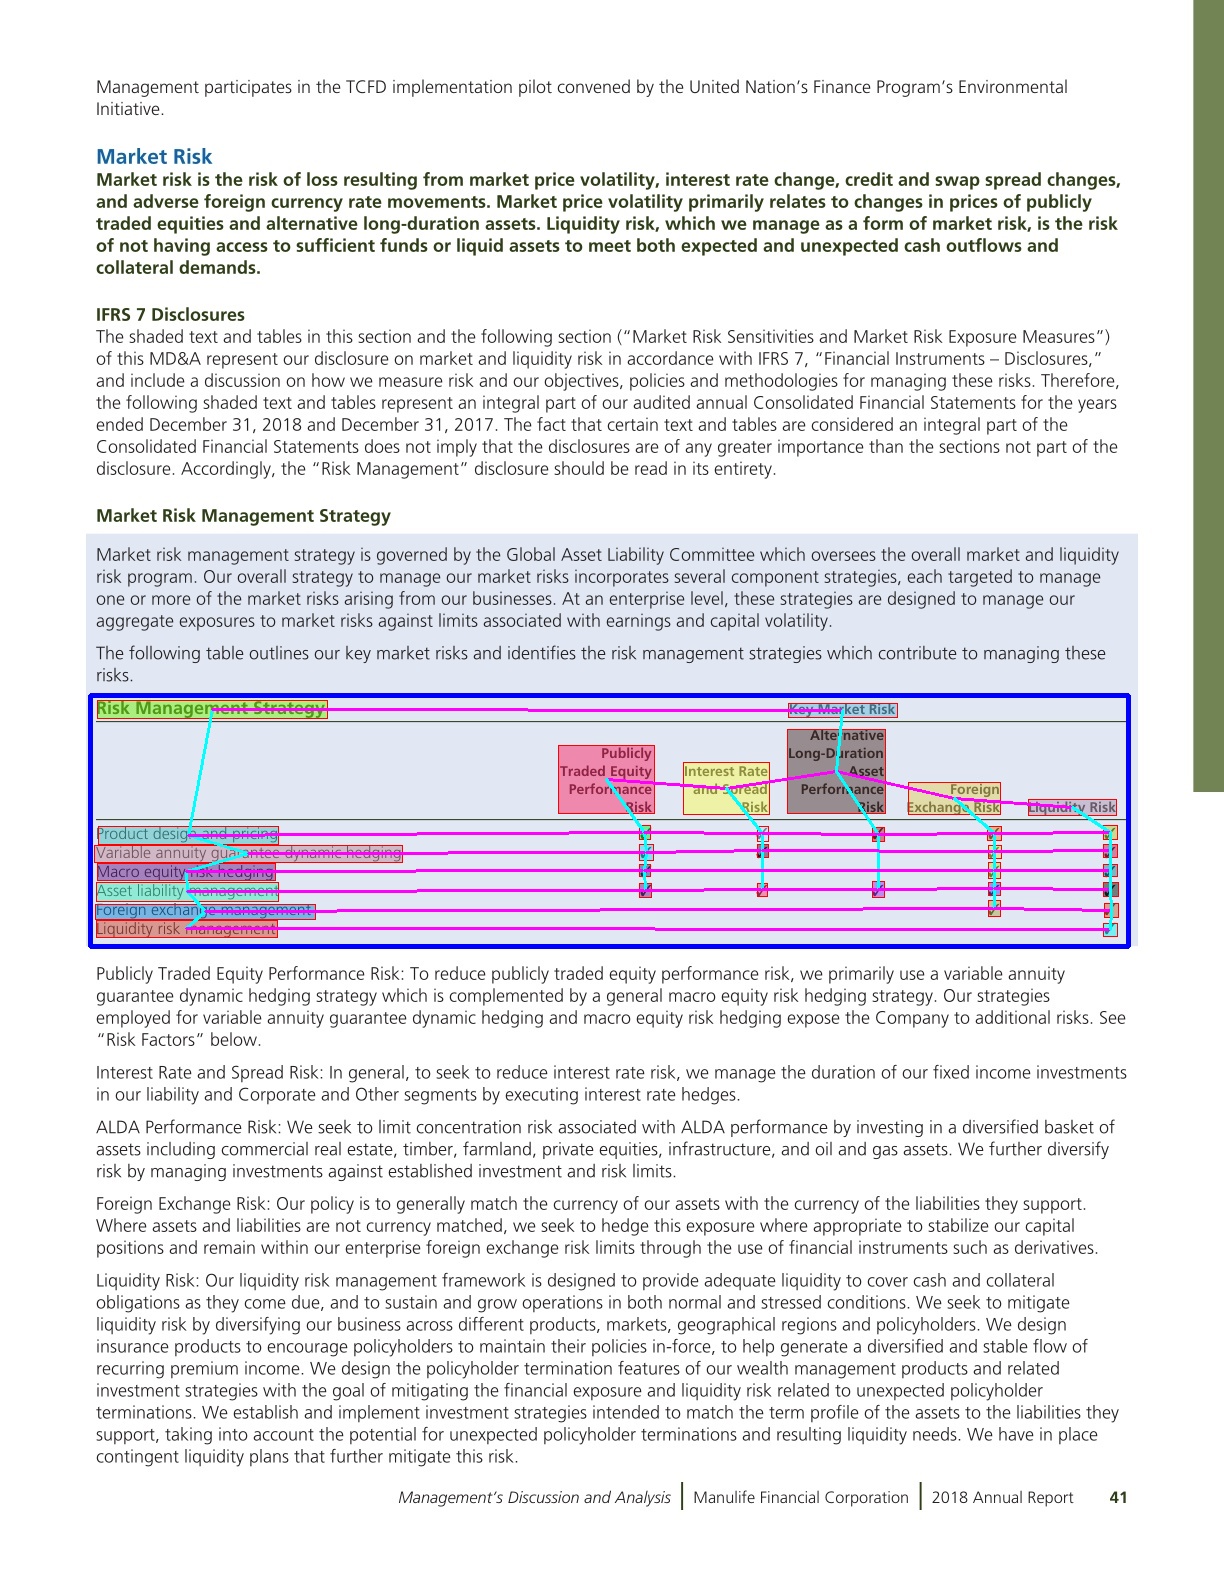 Management participates in the TCFD implementation pilot convened by the United Nation’s Finance Program’s Environmental
Initiative.
Market Risk
Market risk is the risk of loss resulting from market price volatility, interest rate change, credit and swap spread changes,
and adverse foreign currency rate movements. Market price volatility primarily relates to changes in prices of publicly
traded equities and alternative long-duration assets. Liquidity risk, which we manage as a form of market risk, is the risk
of not having access to sufficient funds or liquid assets to meet both expected and unexpected cash outflows and
collateral demands.
IFRS 7 Disclosures
The shaded text and tables in this section and the following section (“Market Risk Sensitivities and Market Risk Exposure Measures”)
of this MD&A represent our disclosure on market and liquidity risk in accordance with IFRS 7, “Financial Instruments – Disclosures,”
and include a discussion on how we measure risk and our objectives, policies and methodologies for managing these risks. Therefore,
the following shaded text and tables represent an integral part of our audited annual Consolidated Financial Statements for the years
ended December 31, 2018 and December 31, 2017. The fact that certain text and tables are considered an integral part of the
Consolidated Financial Statements does not imply that the disclosures are of any greater importance than the sections not part of the
disclosure. Accordingly, the “Risk Management” disclosure should be read in its entirety.
Market Risk Management Strategy
Market risk management strategy is governed by the Global Asset Liability Committee which oversees the overall market and liquidity
risk program. Our overall strategy to manage our market risks incorporates several component strategies, each targeted to manage
one or more of the market risks arising from our businesses. At an enterprise level, these strategies are designed to manage our
aggregate exposures to market risks against limits associated with earnings and capital volatility.
The following table outlines our key market risks and identifies the risk management strategies which contribute to managing these
risks.
Risk Management Strategy Key Market Risk
Publicly
Traded Equity
Performance
Risk
Interest Rate
and Spread
Risk
Alternative
Long-Duration
Asset
Performance
Risk
Foreign
Exchange Risk
Liquidity Risk
Product design and pricing ✓ ✓ ✓ ✓ ✓
Variable annuity guarantee dynamic hedging ✓ ✓ ✓ ✓
Macro equity risk hedging ✓ ✓ ✓
Asset liability management ✓ ✓ ✓ ✓ ✓
Foreign exchange management ✓ ✓
Liquidity risk management ✓
Publicly Traded Equity Performance Risk: To reduce publicly traded equity performance risk, we primarily use a variable annuity
guarantee dynamic hedging strategy which is complemented by a general macro equity risk hedging strategy. Our strategies
employed for variable annuity guarantee dynamic hedging and macro equity risk hedging expose the Company to additional risks. See
“Risk Factors” below.
Interest Rate and Spread Risk: In general, to seek to reduce interest rate risk, we manage the duration of our fixed income investments
in our liability and Corporate and Other segments by executing interest rate hedges.
ALDA Performance Risk: We seek to limit concentration risk associated with ALDA performance by investing in a diversified basket of
assets including commercial real estate, timber, farmland, private equities, infrastructure, and oil and gas assets. We further diversify
risk by managing investments against established investment and risk limits.
Foreign Exchange Risk: Our policy is to generally match the currency of our assets with the currency of the liabilities they support.
Where assets and liabilities are not currency matched, we seek to hedge this exposure where appropriate to stabilize our capital
positions and remain within our enterprise foreign exchange risk limits through the use of financial instruments such as derivatives.
Liquidity Risk: Our liquidity risk management framework is designed to provide adequate liquidity to cover cash and collateral
obligations as they come due, and to sustain and grow operations in both normal and stressed conditions. We seek to mitigate
liquidity risk by diversifying our business across different products, markets, geographical regions and policyholders. We design
insurance products to encourage policyholders to maintain their policies in-force, to help generate a diversified and stable flow of
recurring premium income. We design the policyholder termination features of our wealth management products and related
investment strategies with the goal of mitigating the financial exposure and liquidity risk related to unexpected policyholder
terminations. We establish and implement investment strategies intended to match the term profile of the assets to the liabilities they
support, taking into account the potential for unexpected policyholder terminations and resulting liquidity needs. We have in place
contingent liquidity plans that further mitigate this risk.
Management’s Discussion and Analysis Manulife Financial Corporation 2018 Annual Report 41